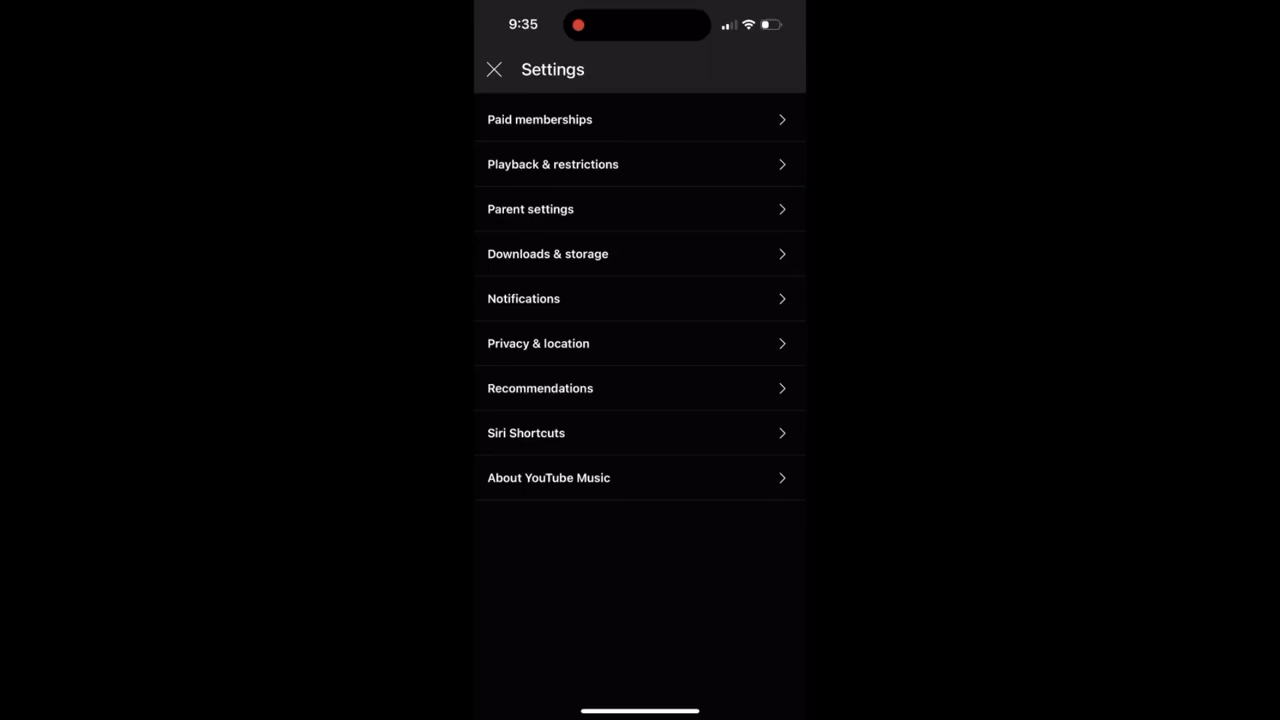 9:35
Settings
Paid memberships
Playback & restrictions
Parent settings
Downloads & storage
Notifications
Privacy & location
Recommendations
Siri Shortcuts
About YouTube Music